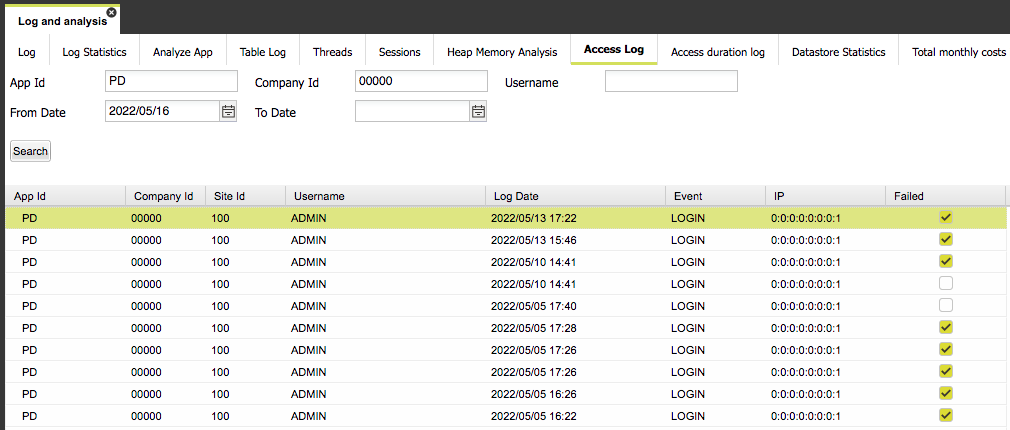 Log and analysis
Log Log Statistics Analyze App Table Log Threads Sessions Heap Memory Analysis Access Log Access duration log Datastore Statistics Total monthly costs
App Id PD Company Id 00000 Username
From Date 2022/05/16 To Date
Search
App Id Company Id Site Id Username Log Date Event IP Failed
PD 00000 100 ADMIN 2022/05/13 17:22 LOGIN 0:0:0:0:0:0:0:1
PD 00000 100 ADMIN 2022/05/13 15:46 LOGIN 0:0:0:0:0:0:0:1
PD 00000 100 ADMIN 2022/05/10 14:41 LOGIN 0:0:0:0:0:0:0:1
PD 00000 100 ADMIN 2022/05/10 14:41 LOGIN 0:0:0:0:0:0:0:1
PD 00000 100 ADMIN 2022/05/05 17:40 LOGIN 0:0:0:0:0:0:0:1
PD 00000 100 ADMIN 2022/05/05 17:28 LOGIN 0:0:0:0:0:0:0:1
PD 00000 100 ADMIN 2022/05/05 17:26 LOGIN 0:0:0:0:0:0:0:1
PD 00000 100 ADMIN 2022/05/05 17:26 LOGIN 0:0:0:0:0:0:0:1
PD 00000 100 ADMIN 2022/05/05 16:26 LOGIN 0:0:0:0:0:0:0:1
PD 00000 100 ADMIN 2022/05/05 16:22 LOGIN 0:0:0:0:0:0:0:1